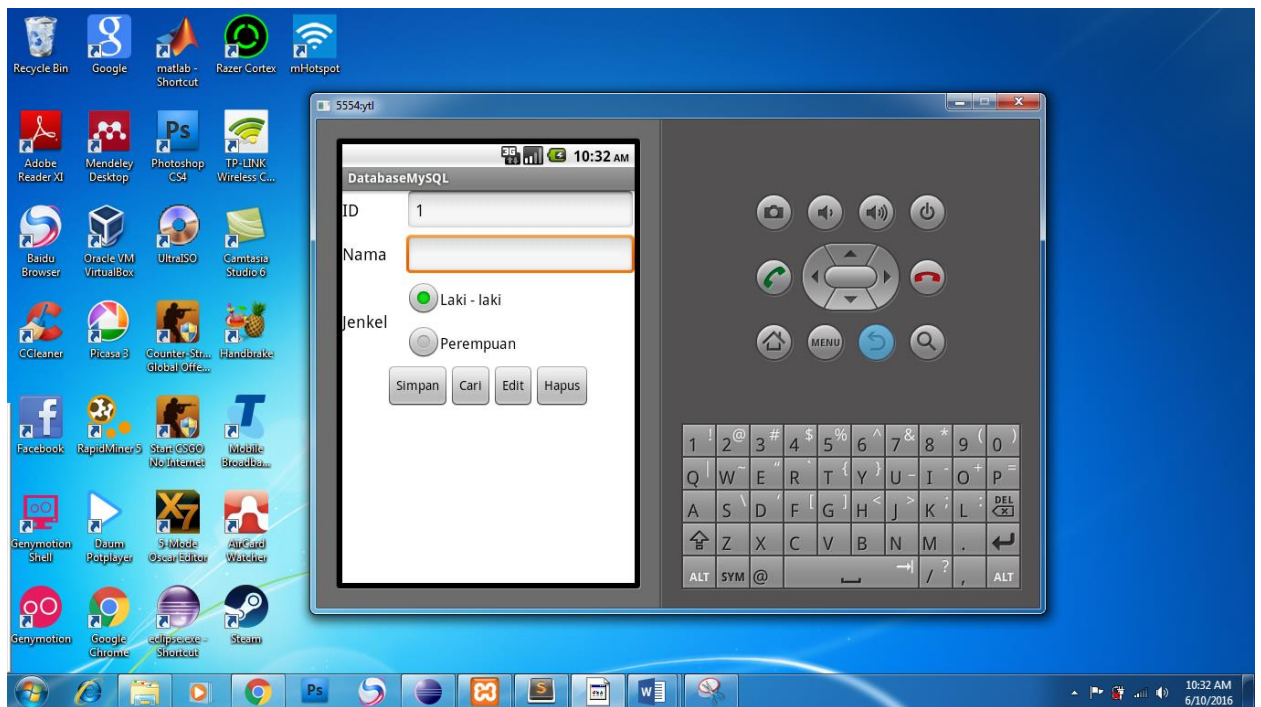 Recycle Bin
Google
matlab -
Shortcut
Razer Cortex
mHotspot
Adobe
Reader XI
Mendeley
Desktop
Ps
Photoshop
CS4
TP-LINK
Wireless C...
Baidu
Browser
Oracle VM
VirtualBox
UltraISO
Camtasia
Studio 6
CCleaner
Picasa 3
Counter-Str...
Global Offe...
Handbrake
Facebook
RapidMiner 5
Start CSGO
No Internet
Mobile
Broadba...
Genymotion
Shell
Daum
Potplayer
X7
5-Mode
Oscar Editor
AirCard
Watcher
Genymotion
Google
Chrome
eclipse.exe -
Shortcut
Steam
5554:ytl
3G 10:32 AM
DatabaseMySQL
ID 1
Nama
Jenkel
Laki - laki
Perempuan
Simpan Cari Edit Hapus
MENU
1 ! 2 @ 3 # 4 $ 5 % 6 ^ 7 & 8 * 9 ( 0 )
Q | W ~ E " R ` T { Y } U _ I - O + P =
A S \ D ' F [ G ] H < J > K ; L : DEL
Z X C V B N M .
ALT SYM @ / ? , ALT
Ps
S
W
10:32 AM
6/10/2016